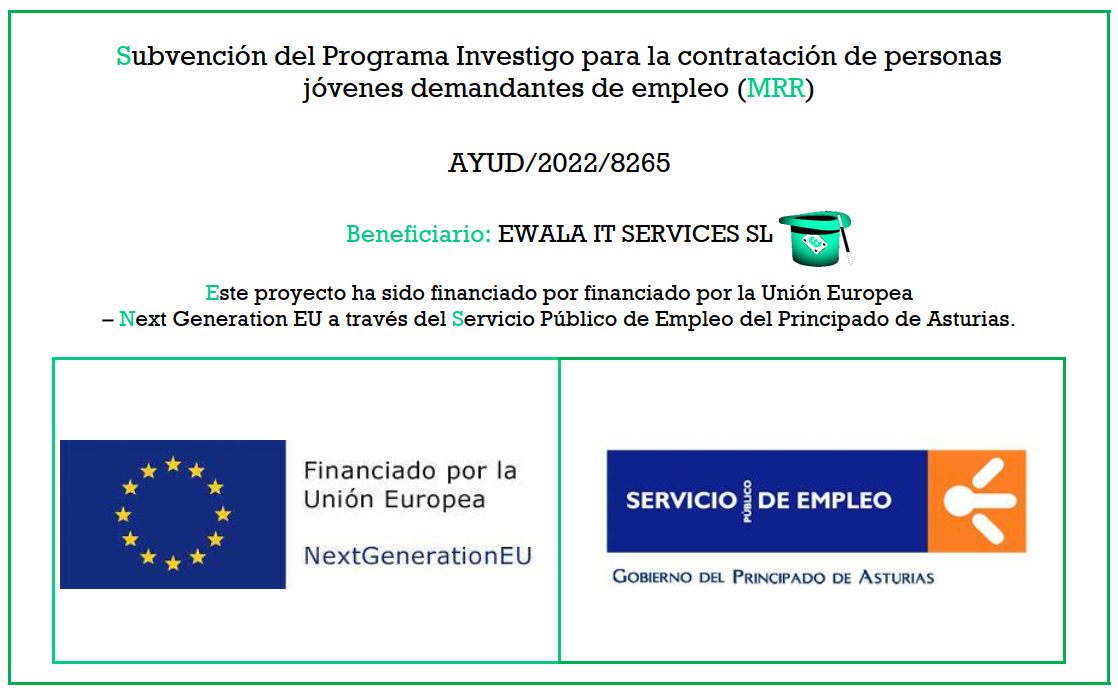 Subvención del Programa Investigo para la contratación de personas
jóvenes demandantes de empleo (MRR)
AYUD/2022/8265
Beneficiario: EWALA IT SERVICES SL
Este proyecto ha sido financiado por financiado por la Unión Europea
– Next Generation EU a través del Servicio Público de Empleo del Principado de Asturias.
Financiado por la
Unión Europea
NextGenerationEU
SERVICIO PÚBLICO DE EMPLEO
GOBIERNO DEL PRINCIPADO DE ASTURIAS